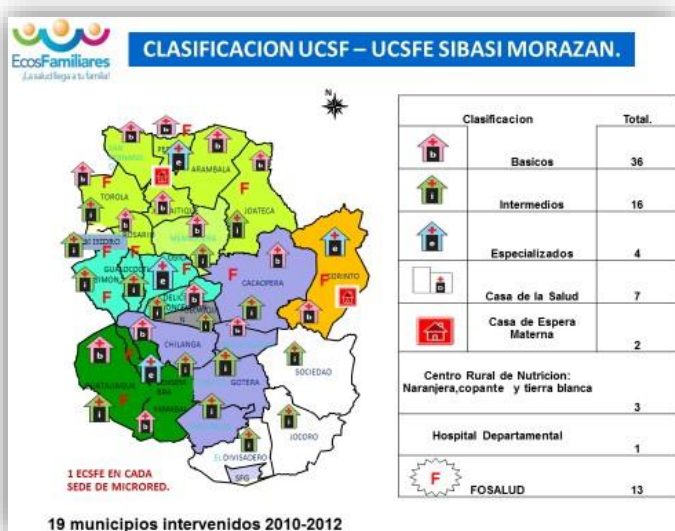 EcosFamiliares
¡La salud llega a tu familia!
CLASIFICACION UCSF – UCSFE SIBASI MORAZAN.
N
Clasificacion Total.
b Basicos 36
i Intermedios 16
e Especializados 4
Casa de la Salud 7
Casa de Espera
Materna 2
Centro Rural de Nutricion:
Naranjera,copante y tierra blanca
3
Hospital Departamental
1
F FOSALUD 13
ARAMBALA
TOROLA
JOATECA
CORINTO
CACAOPERA
CHILANGA
SOCIEDAD
GOTERA
JOCORO
EL DIVISADERO
SFG
1 ECSFE EN CADA
SEDE DE MICRORED.
19 municipios intervenidos 2010-2012